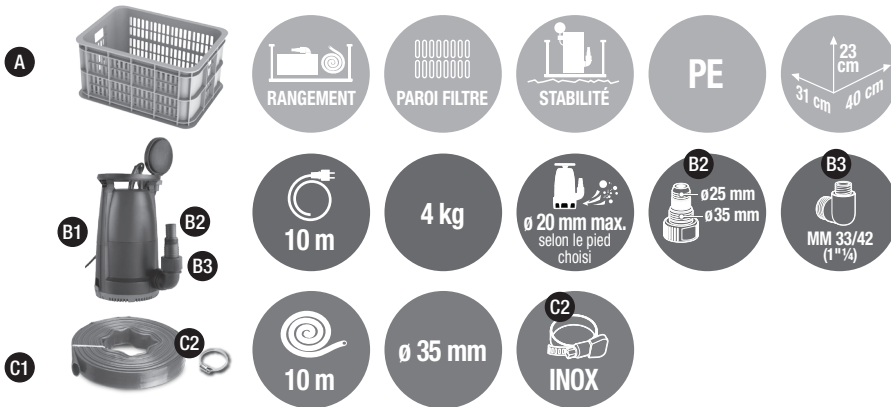 A
RANGEMENT
PAROI FILTRE
STABILITÉ
PE
23
cm
31 cm
40 cm
B1
B2
B3
10 m
4 kg
ø 20 mm max.
selon le pied
choisi
B2
ø25 mm
ø35 mm
B3
MM 33/42
(1"¼)
C1
C2
10 m
ø 35 mm
C2
INOX